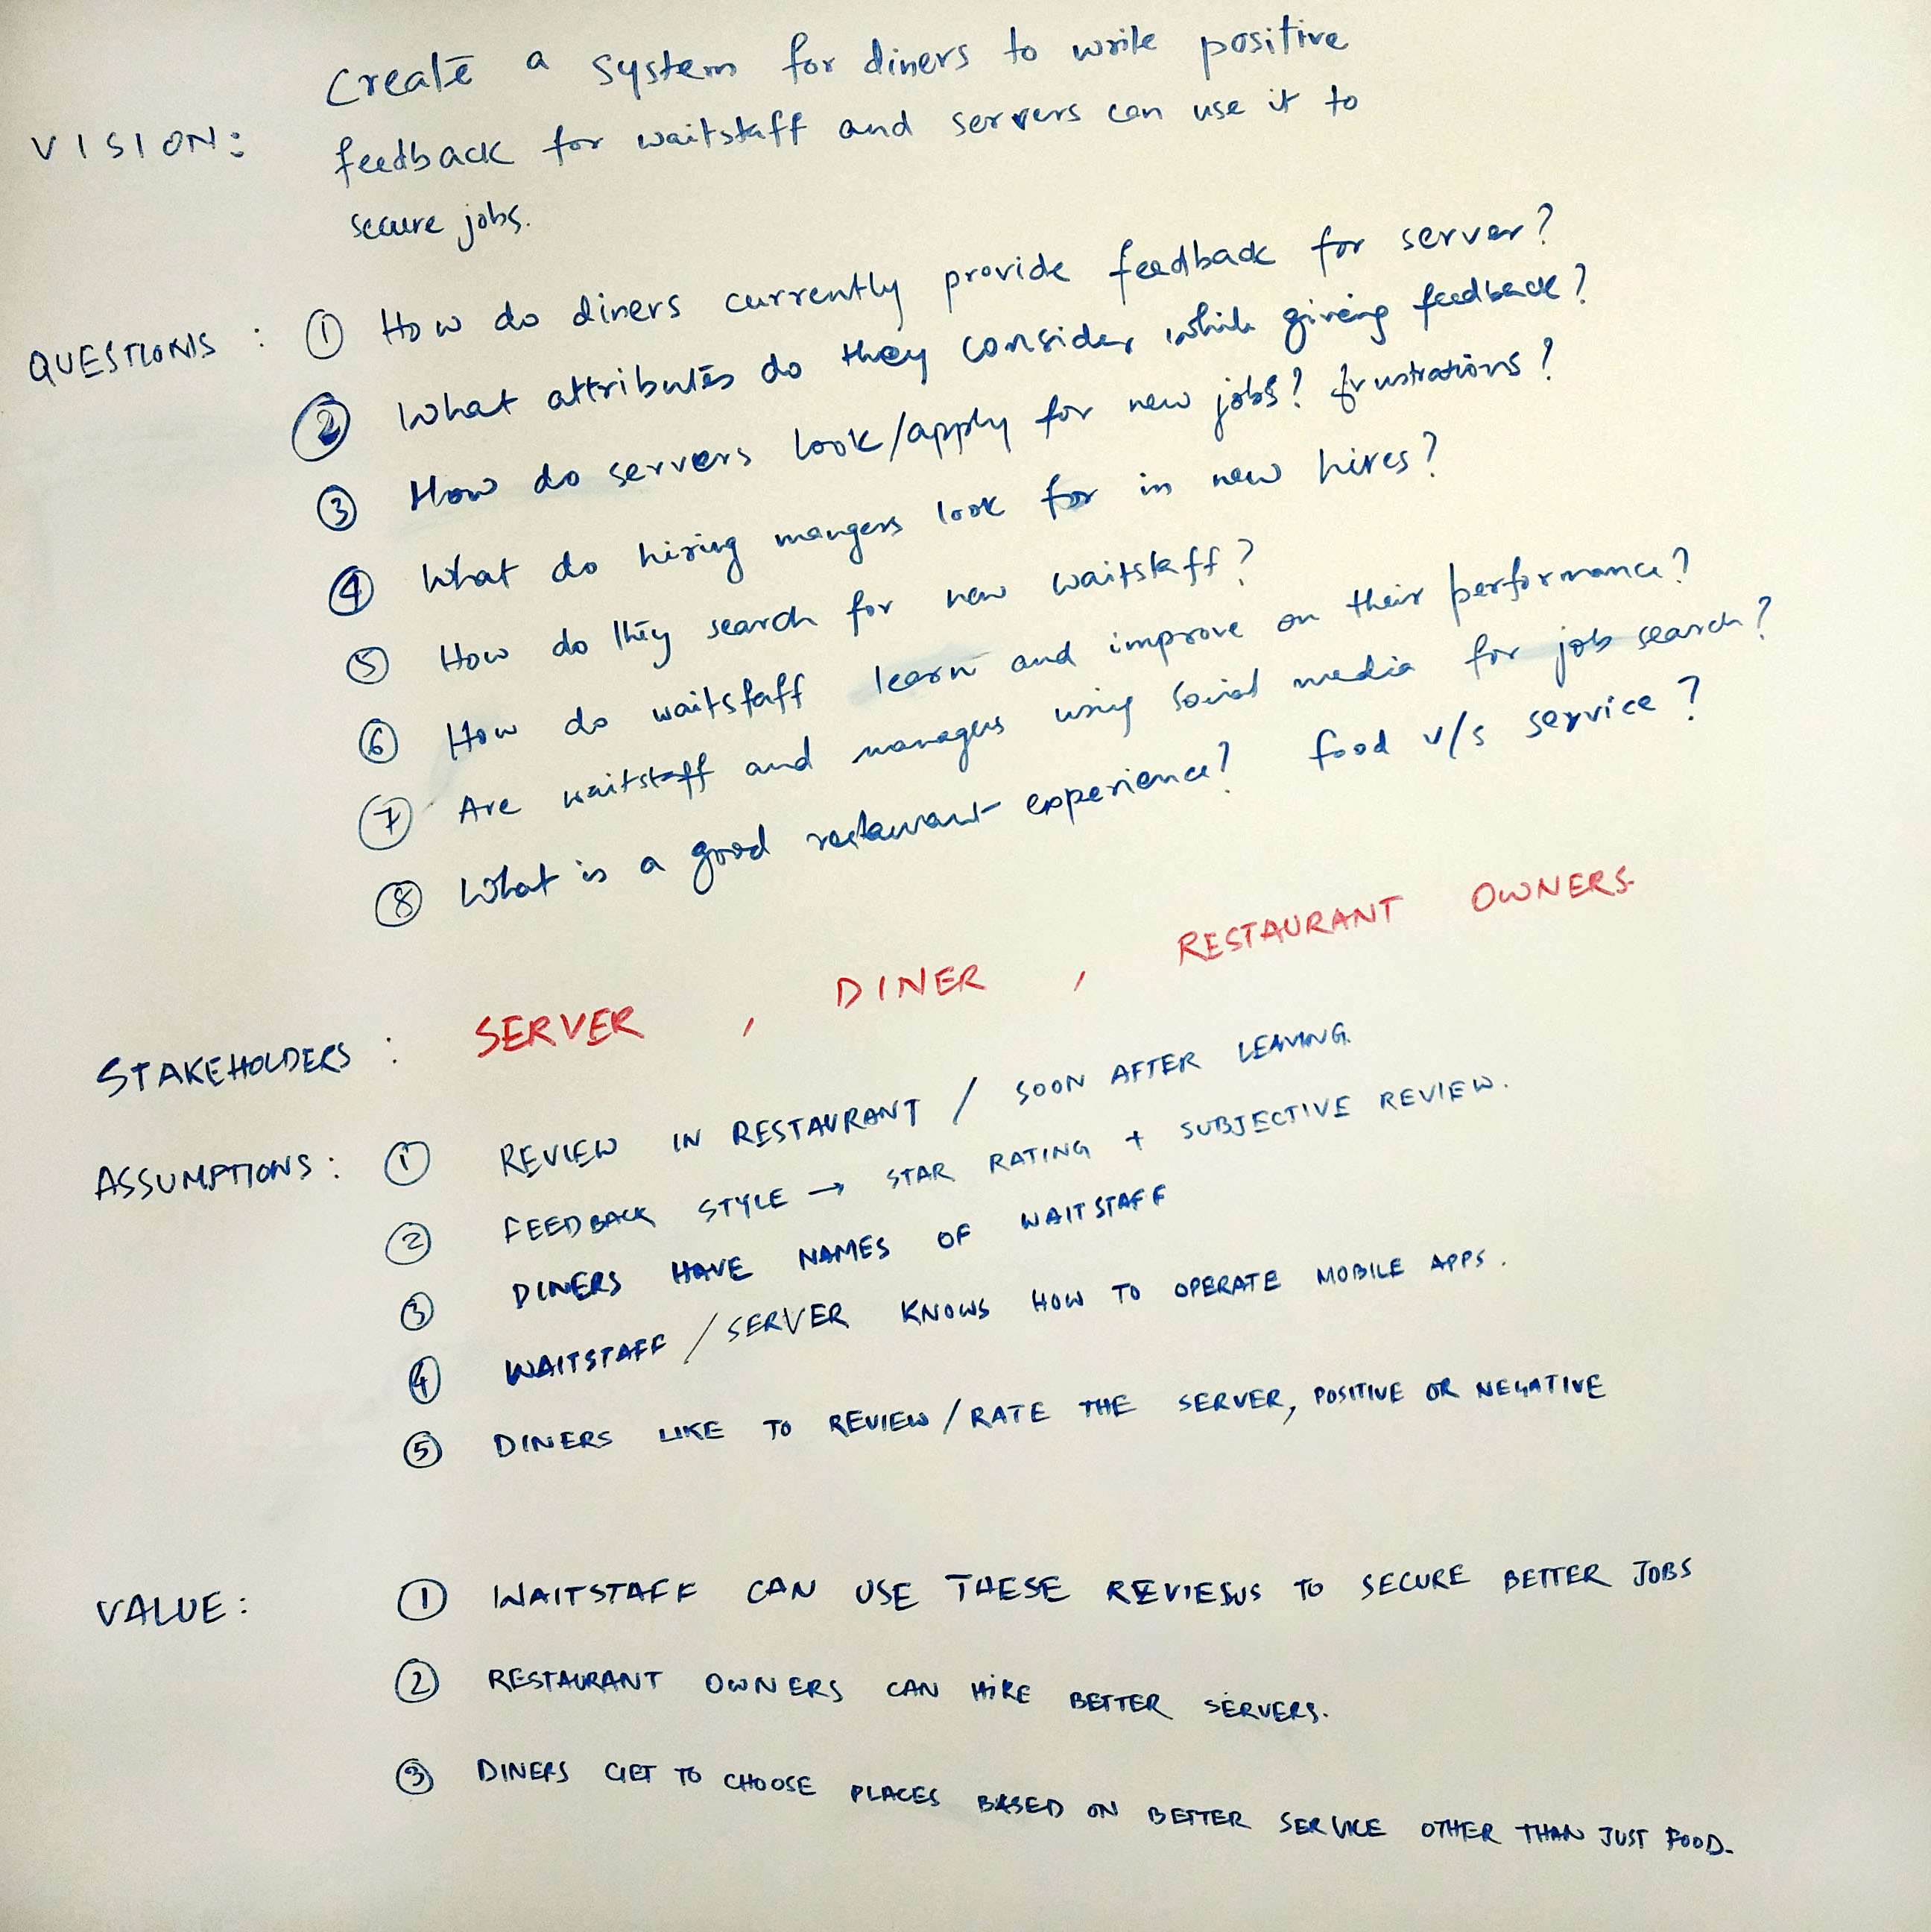 VISION: Create a system for diners to write positive
feedback for waitstaff and servers can use it to
secure jobs.
QUESTIONS : ① How do diners currently provide feedback for server?
② What attributes do they consider while giving feedback?
③ How do servers look/apply for new jobs? frustrations?
④ What do hiring mangers look for in new hires?
⑤ How do they search for new waitstaff?
⑥ How do waitstaff learn and improve on their performance?
⑦ Are waitstaff and managers using social media for job search?
⑧ What is a good restaurant experience? food v/s service?
STAKEHOLDERS : SERVER , DINER , RESTAURANT OWNERS.
ASSUMPTIONS : ① REVIEW IN RESTAURANT / SOON AFTER LEAVING.
② FEEDBACK STYLE → STAR RATING + SUBJECTIVE REVIEW.
③ DINERS HAVE NAMES OF WAITSTAFF
④ WAITSTAFF / SERVER KNOWS HOW TO OPERATE MOBILE APPS.
⑤ DINERS LIKE TO REVIEW / RATE THE SERVER, POSITIVE OR NEGATIVE
VALUE : ① WAITSTAFF CAN USE THESE REVIEWS TO SECURE BETTER JOBS
② RESTAURANT OWNERS CAN HIRE BETTER SERVERS.
③ DINERS GET TO CHOOSE PLACES BASED ON BETTER SERVICE OTHER THAN JUST FOOD.